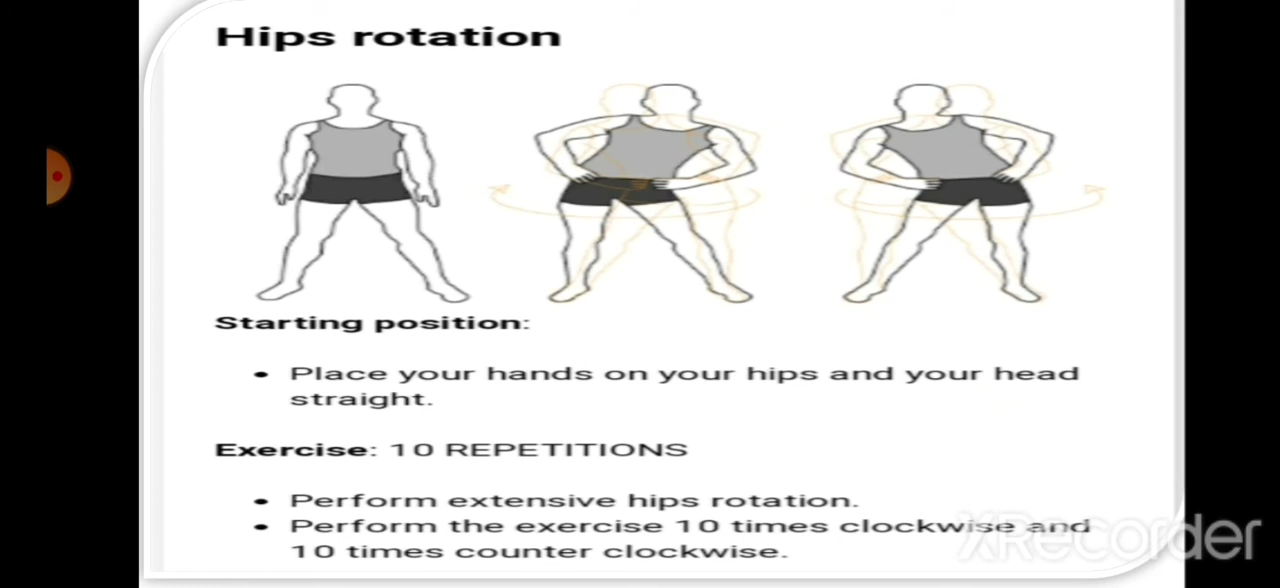 Hips rotation
Starting position:
• Place your hands on your hips and your head
straight.
Exercise: 10 REPETITIONS
• Perform extensive hips rotation.
• Perform the exercise 10 times clockwise and
10 times counter clockwise.
XRecorder